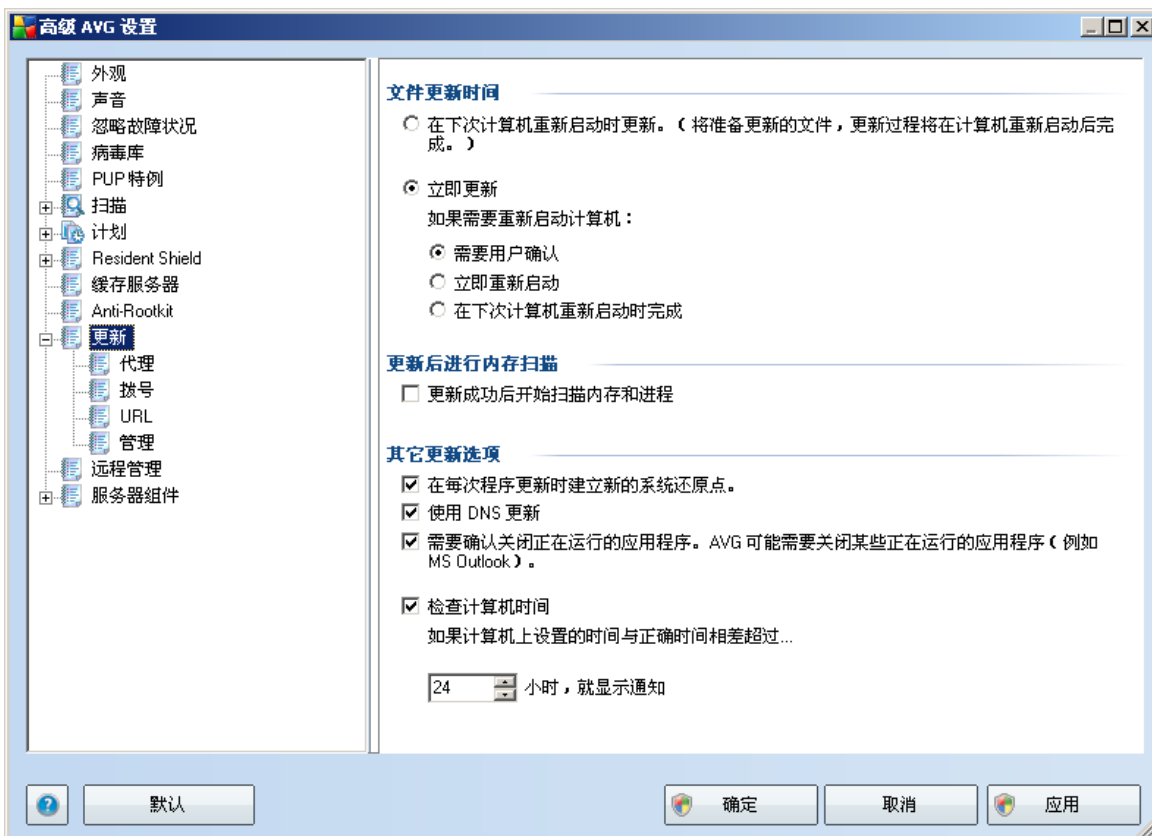 高级 AVG 设置
外观
声音
忽略故障状况
病毒库
PUP 特例
扫描
计划
Resident Shield
缓存服务器
Anti-Rootkit
更新
代理
拨号
URL
管理
远程管理
服务器组件
文件更新时间
在下次计算机重新启动时更新。（将准备更新的文件，更新过程将在计算机重新启动后完
成。）
立即更新
如果需要重新启动计算机：
需要用户确认
立即重新启动
在下次计算机重新启动时完成
更新后进行内存扫描
更新成功后开始扫描内存和进程
其它更新选项
在每次程序更新时建立新的系统还原点。
使用 DNS 更新
需要确认关闭正在运行的应用程序。AVG 可能需要关闭某些正在运行的应用程序（例如
MS Outlook）。
检查计算机时间
如果计算机上设置的时间与正确时间相差超过...
24 小时，就显示通知
默认
确定
取消
应用